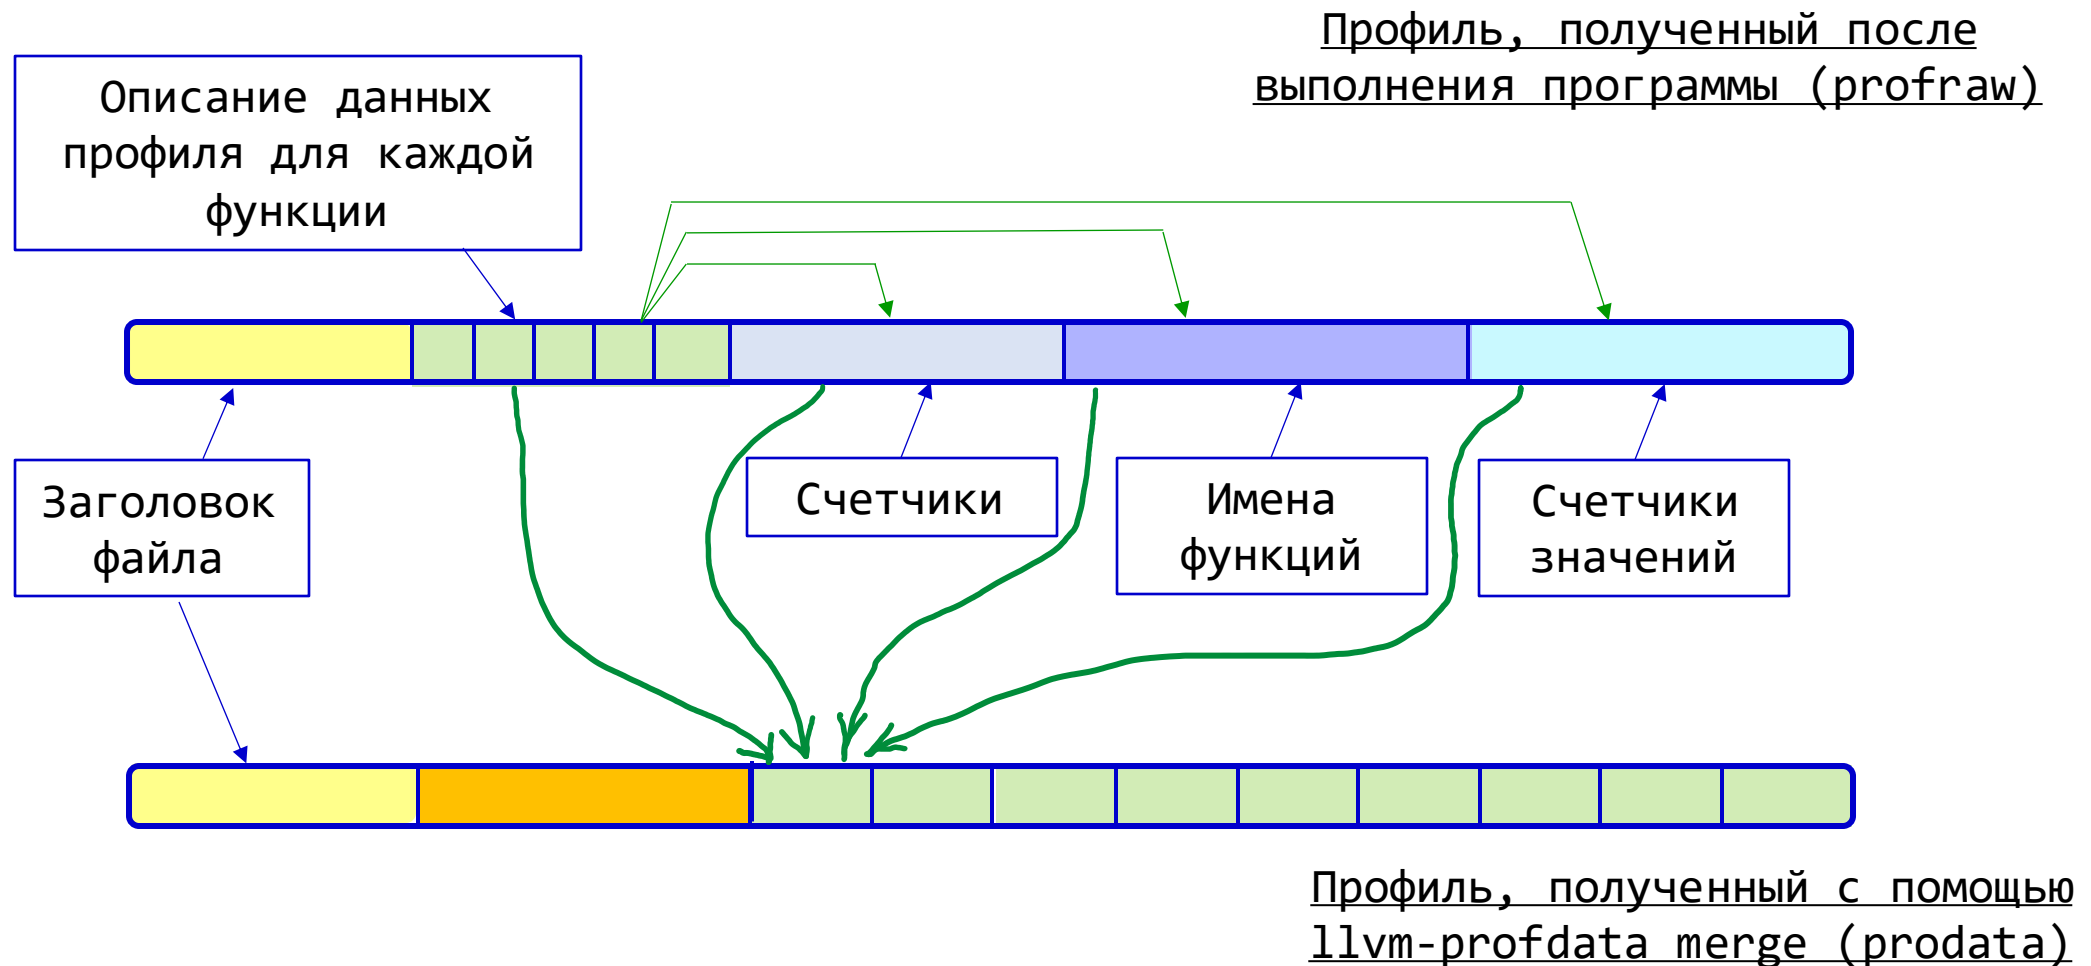 Профиль, полученный после
выполнения программы (profraw)
Описание данных
профиля для каждой
функции
Заголовок
файла
Счетчики
Имена
функций
Счетчики
значений
Профиль, полученный с помощью
llvm-profdata merge (prodata)